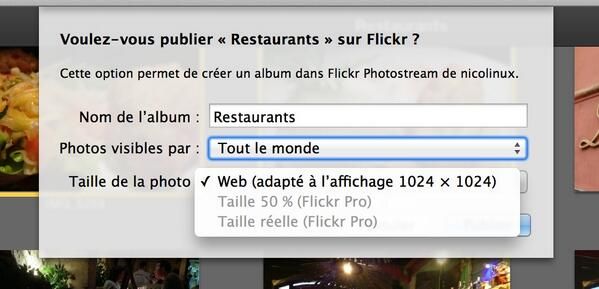 Voulez-vous publier « Restaurants » sur Flickr ?
Cette option permet de créer un album dans Flickr Photostream de nicolinux.
Nom de l'album : Restaurants
Photos visibles par : Tout le monde
Taille de la photo ✓ Web (adapté à l'affichage 1024 × 1024)
Taille 50 % (Flickr Pro)
Taille réelle (Flickr Pro)